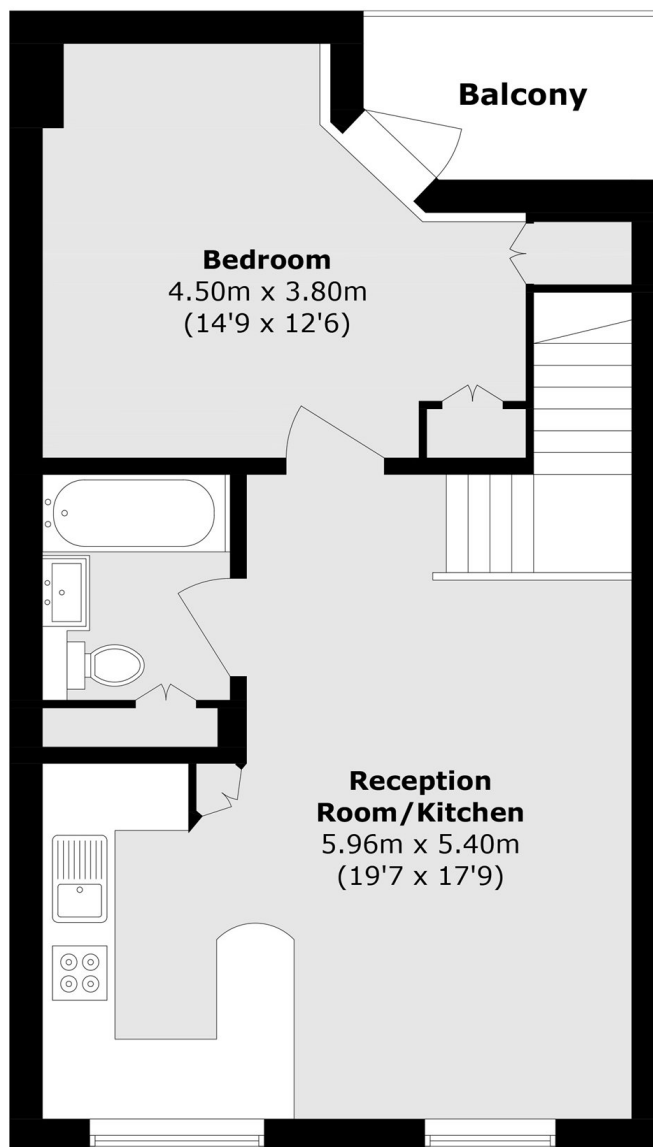 Balcony
Bedroom
4.50m x 3.80m
(14'9 x 12'6)
Reception
Room/Kitchen
5.96m x 5.40m
(19'7 x 17'9)